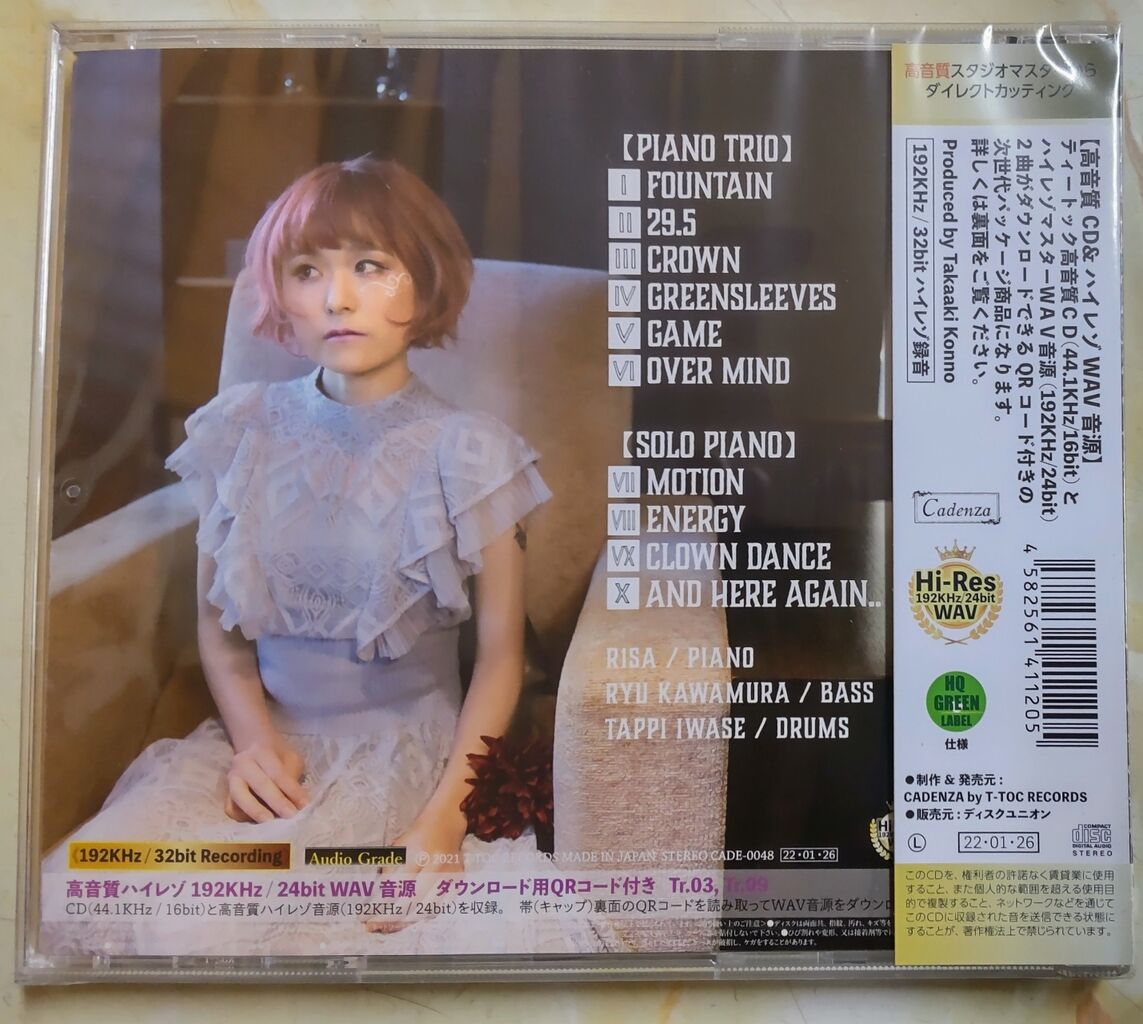 【PIANO TRIO】
I FOUNTAIN
II 29.5
III CROWN
IV GREENSLEEVES
V GAME
VI OVER MIND
【SOLO PIANO】
VII MOTION
VIII ENERGY
VX CLOWN DANCE
X AND HERE AGAIN..
RISA / PIANO
RYU KAWAMURA / BASS
TAPPI IWASE / DRUMS
192KHz / 32bit Recording
Audio Grade
Ⓟ 2021 T-TOC RECORDS MADE IN JAPAN STEREO CADE-0048 22・01・26
高音質ハイレゾ 192KHz / 24bit WAV 音源 ダウンロード用QRコード付き Tr.03, Tr.09
CD(44.1KHz / 16bit)と高音質ハイレゾ音源(192KHz / 24bit)を収録。 帯(キャップ)裏面のQRコードを読み取ってWAV音源をダウンロ
高音質スタジオマスターから
ダイレクトカッティング
【高音質 CD& ハイレゾ WAV 音源】
ティートック高音質CD(44.1KHz/16bit)と
ハイレゾマスターWAV音源(192KHz/24bit)
2曲がダウンロードできるQRコード付きの
次世代パッケージ商品になります。
詳しくは裏面をご覧ください。
Produced by Takaaki Konno
192KHz / 32bit ハイレゾ録音
Cadenza
Hi-Res
192KHz/24bit
WAV
4 582561 411205
HQ
GREEN
LABEL
仕様
●制作 & 発売元 :
CADENZA by T-TOC RECORDS
●販売元 : ディスクユニオン
Ⓛ 22・01・26
COMPACT
disc
DIGITAL AUDIO
STEREO
このCDは、権利者の許諾なく賃貸業に使用
すること、また個人的な範囲を超える使用目
的で複製すること、ネットワークなどを通じて
このCDに収録された音を送信できる状態に
することが、著作権法上で禁じられています。